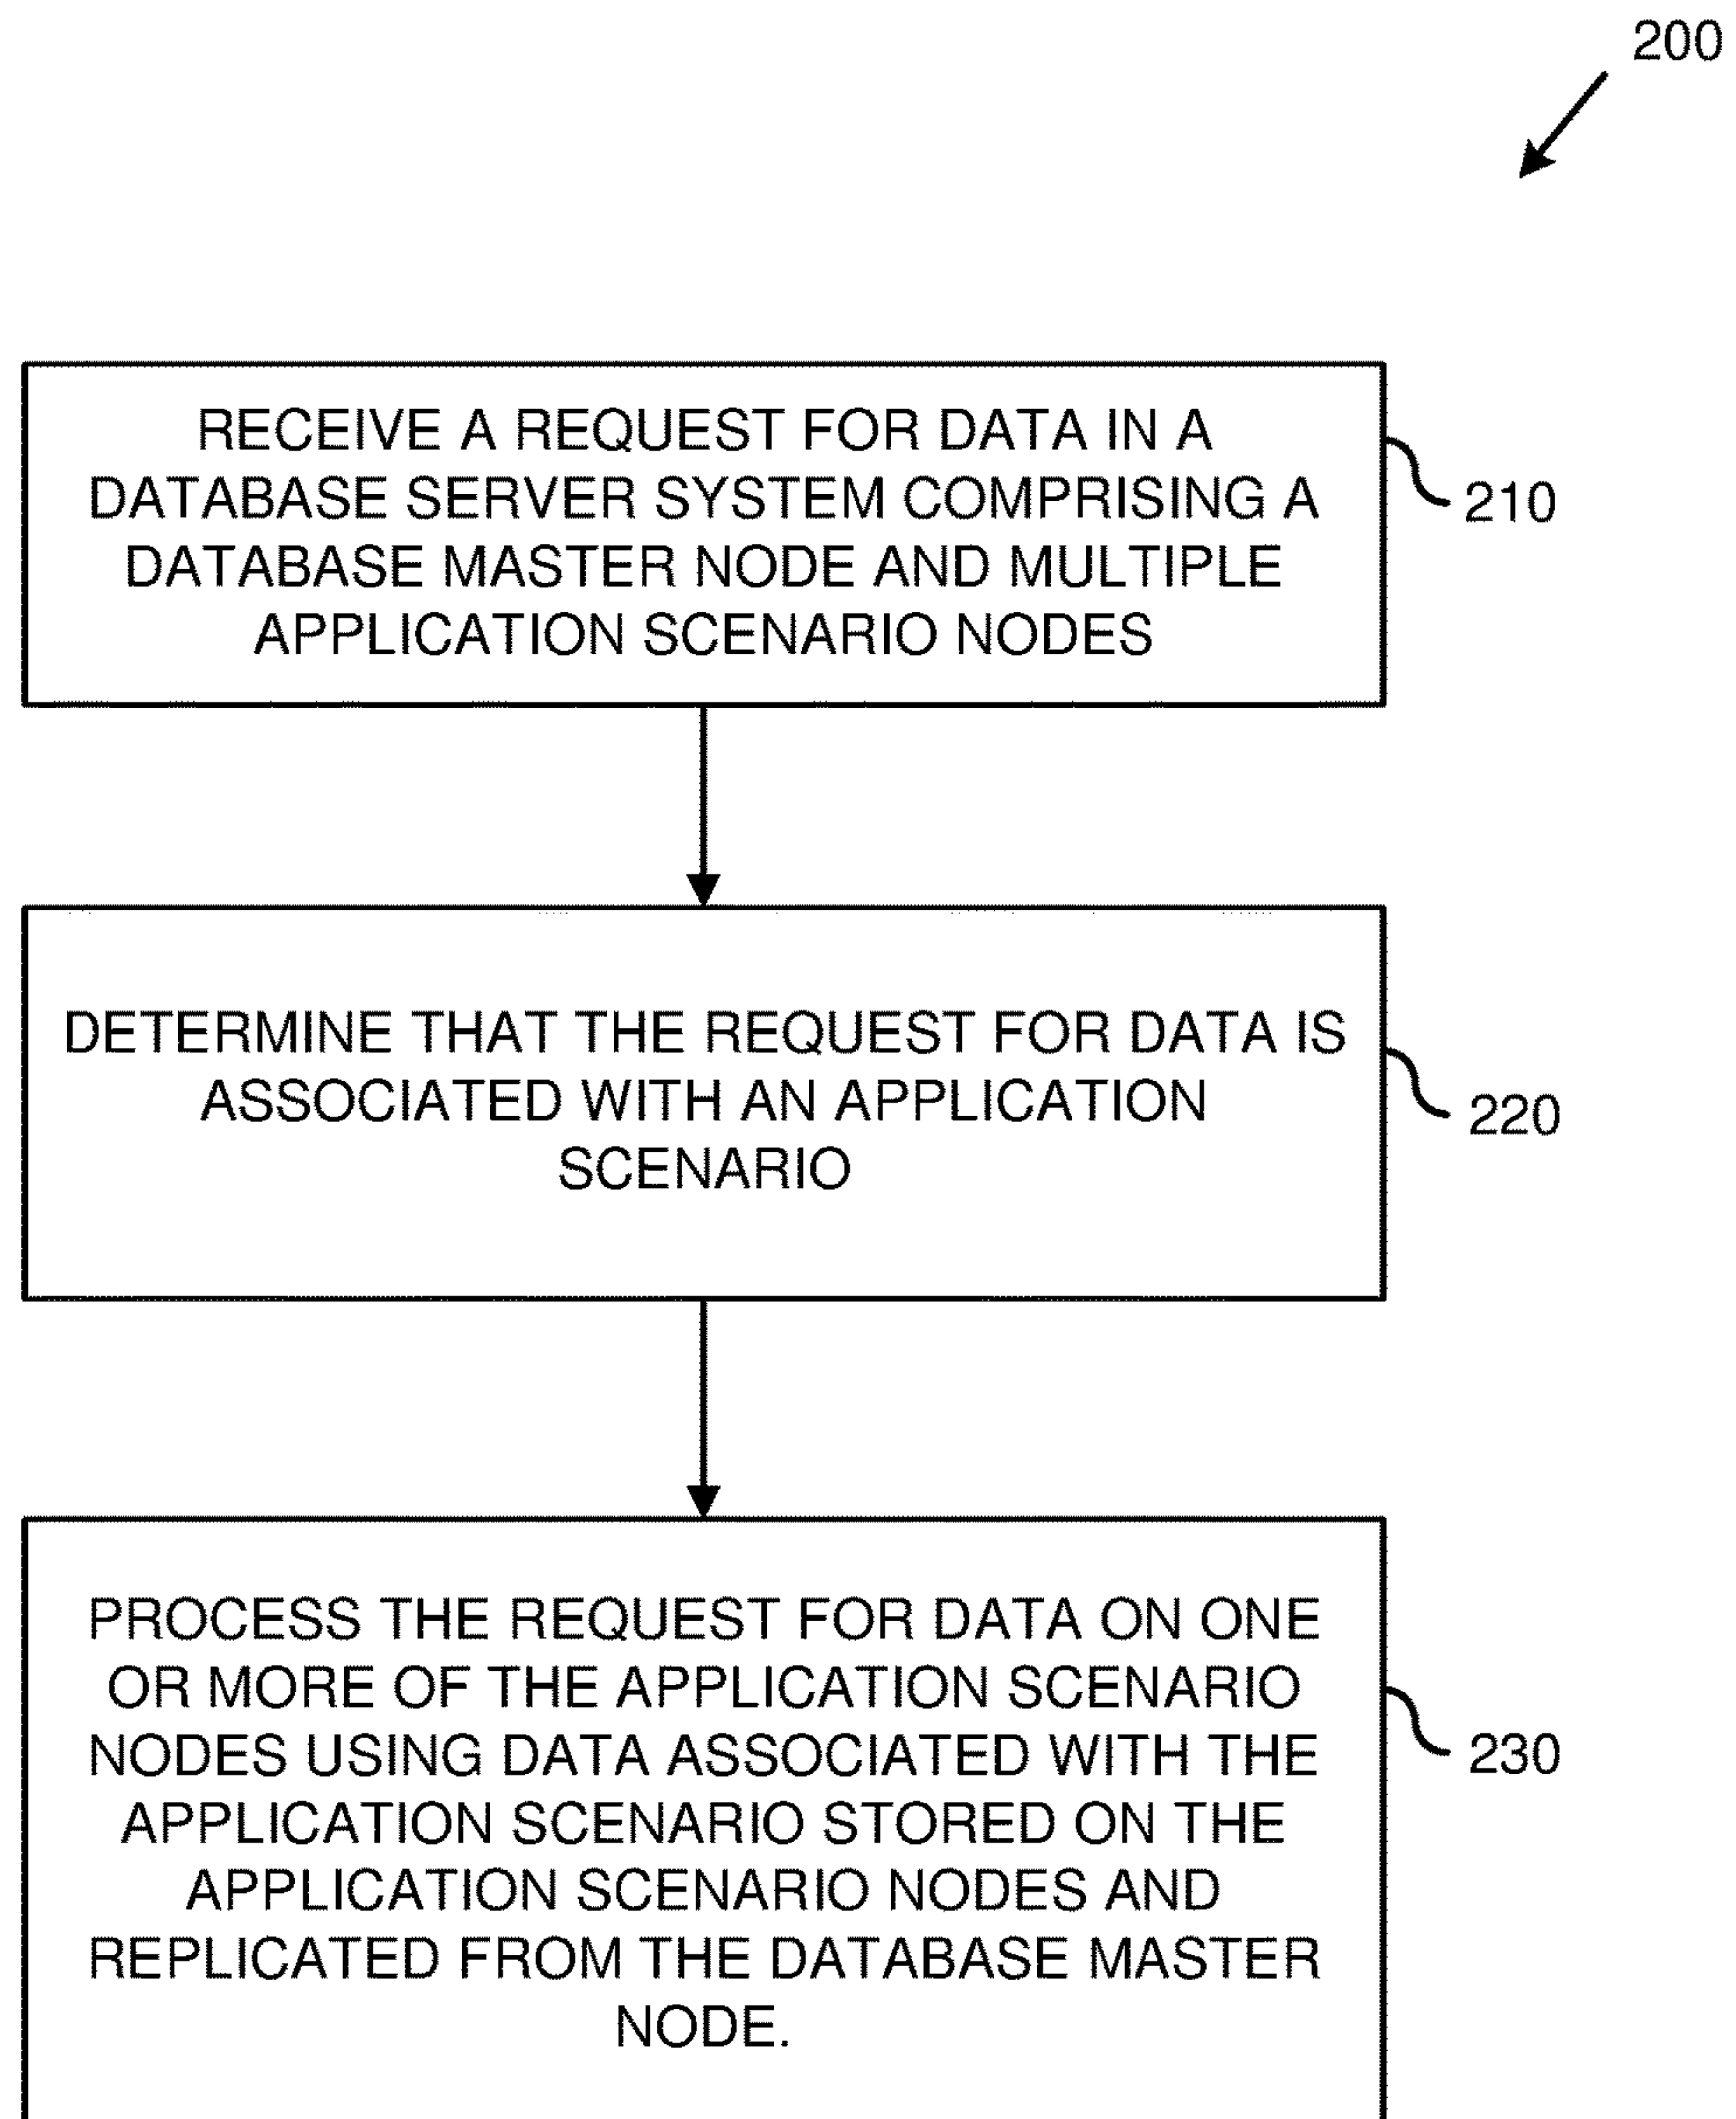 200
RECEIVE A REQUEST FOR DATA IN A
DATABASE SERVER SYSTEM COMPRISING A
DATABASE MASTER NODE AND MULTIPLE
APPLICATION SCENARIO NODES
210
DETERMINE THAT THE REQUEST FOR DATA IS
ASSOCIATED WITH AN APPLICATION
SCENARIO
220
PROCESS THE REQUEST FOR DATA ON ONE
OR MORE OF THE APPLICATION SCENARIO
NODES USING DATA ASSOCIATED WITH THE
APPLICATION SCENARIO STORED ON THE
APPLICATION SCENARIO NODES AND
REPLICATED FROM THE DATABASE MASTER
NODE.
230